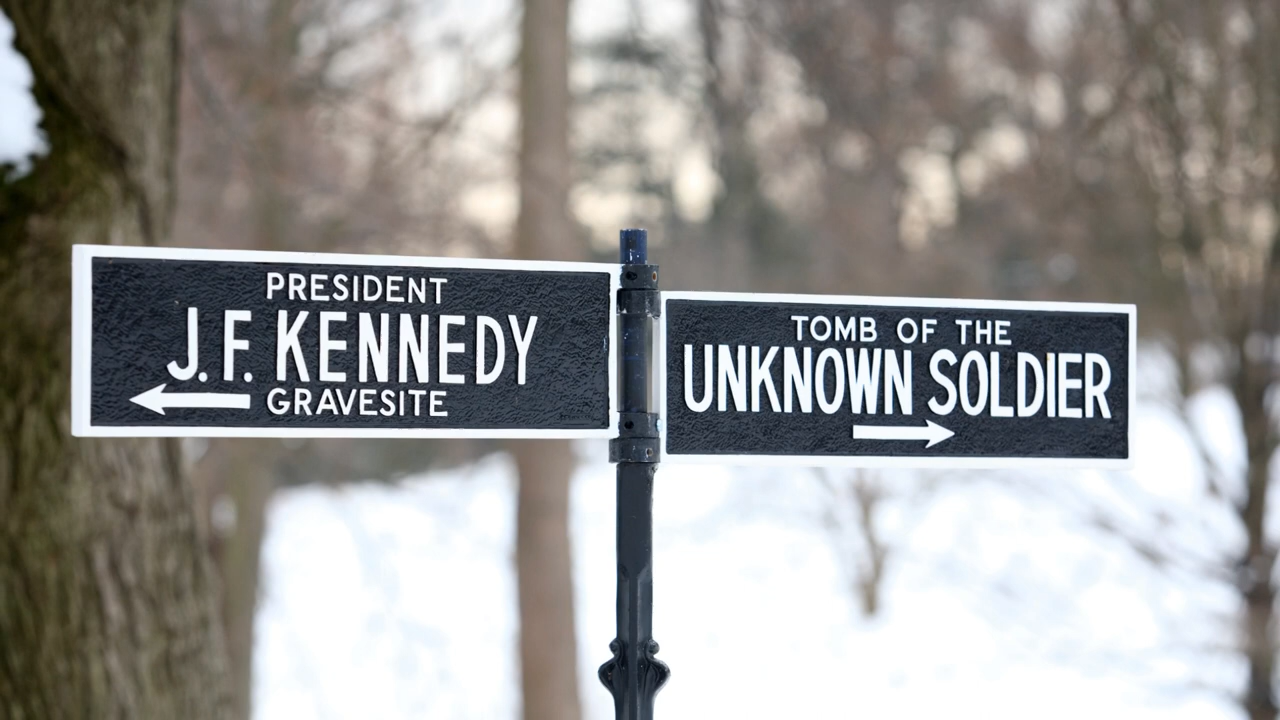 PRESIDENT
J. F. KENNEDY
GRAVESITE
TOMB OF THE
UNKNOWN SOLDIER